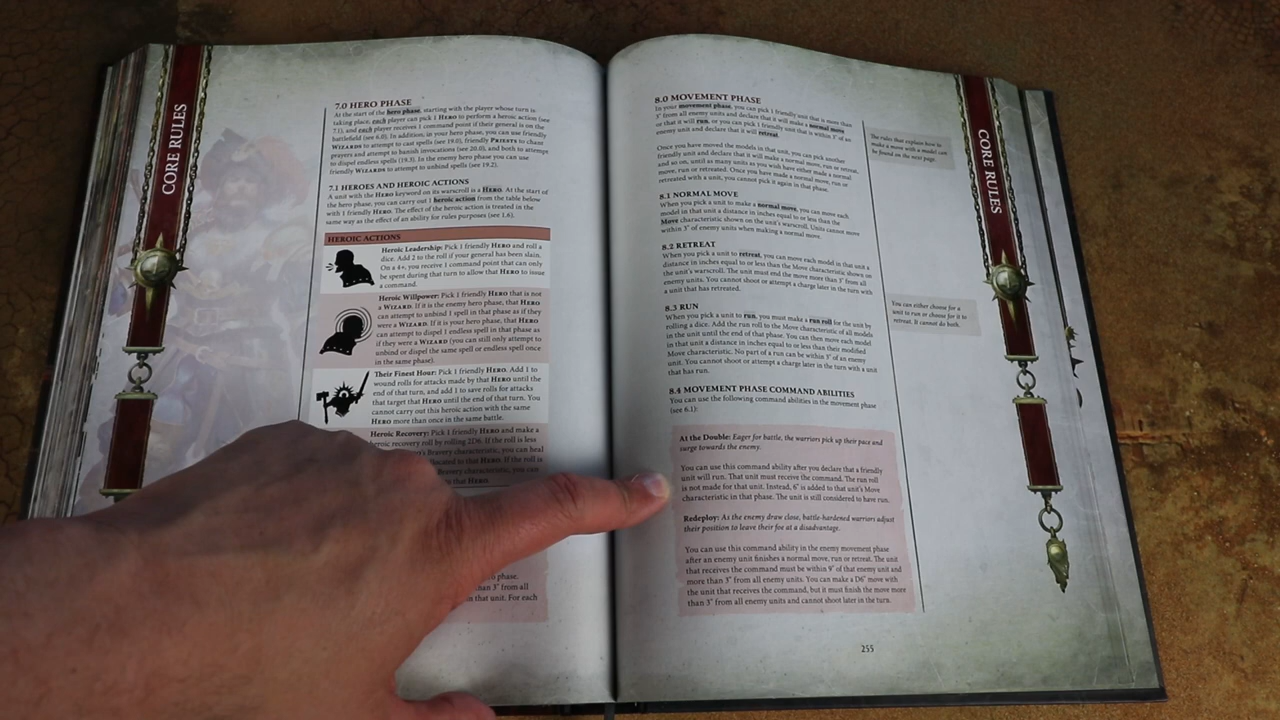 CORE RULES
7.0 HERO PHASE
At the start of the hero phase, starting with the player whose turn is
taking place, each player can pick 1 HERO to perform a heroic action (see
7.1), and each player receives 1 command point if their general is on the
battlefield (see 6.0). In addition, in your hero phase, you can use friendly
WIZARDS to attempt to cast spells (see 19.0), friendly PRIESTS to chant
prayers and attempt to banish invocations (see 20.0), and both to attempt
to dispel endless spells (19.3). In the enemy hero phase you can use
friendly WIZARDS to attempt to unbind spells (see 19.2).
7.1 HEROES AND HEROIC ACTIONS
A unit with the HERO keyword on its warscroll is a HERO. At the start of
the hero phase, you can carry out 1 heroic action from the table below
with 1 friendly HERO. The effect of the heroic action is treated in the
same way as the effect of an ability for rules purposes (see 1.6).
HEROIC ACTIONS
Heroic Leadership: Pick 1 friendly HERO and roll a
dice. Add 2 to the roll if your general has been slain.
On a 4+, you receive 1 command point that can only
be spent during that turn to allow that HERO to issue
a command.
Heroic Willpower: Pick 1 friendly HERO that is not
a WIZARD. If it is the enemy hero phase, that HERO
can attempt to unbind 1 spell in that phase as if they
were a WIZARD. If it is your hero phase, that HERO
can attempt to dispel 1 endless spell in that phase as
if they were a WIZARD (you can still only attempt to
unbind or dispel the same spell or endless spell once
in the same phase).
Their Finest Hour: Pick 1 friendly HERO. Add 1 to
wound rolls for attacks made by that HERO until the
end of that turn, and add 1 to save rolls for attacks
that target that HERO until the end of that turn. You
cannot carry out this heroic action with the same
HERO more than once in the same battle.
Heroic Recovery: Pick 1 friendly HERO and make a
heroic recovery roll by rolling 2D6. If the roll is less
Bravery characteristic, you can heal
located to that HERO. If the roll is
Bravery characteristic, you can
that HERO.
phase.
than 3" from all
that unit. For each
8.0 MOVEMENT PHASE
In your movement phase, you can pick 1 friendly unit that is more than
3" from all enemy units and declare that it will make a normal move
or that it will run, or you can pick 1 friendly unit that is within 3" of an
enemy unit and declare that it will retreat.
Once you have moved the models in that unit, you can pick another
friendly unit and declare that it will make a normal move, run or retreat,
and so on, until as many units as you wish have either made a normal
move, run or retreated. Once you have made a normal move, run or
retreated with a unit, you cannot pick it again in that phase.
8.1 NORMAL MOVE
When you pick a unit to make a normal move, you can move each
model in that unit a distance in inches equal to or less than the
Move characteristic shown on the unit's warscroll. Units cannot move
within 3" of enemy units when making a normal move.
8.2 RETREAT
When you pick a unit to retreat, you can move each model in that unit a
distance in inches equal to or less than the Move characteristic shown on
the unit's warscroll. The unit must end the move more than 3" from all
enemy units. You cannot shoot or attempt a charge later in the turn with
a unit that has retreated.
8.3 RUN
When you pick a unit to run, you must make a run roll for the unit by
rolling a dice. Add the run roll to the Move characteristic of all models
in the unit until the end of that phase. You can then move each model
in that unit a distance in inches equal to or less than their modified
Move characteristic. No part of a run can be within 3" of an enemy
unit. You cannot shoot or attempt a charge later in the turn with a unit
that has run.
8.4 MOVEMENT PHASE COMMAND ABILITIES
You can use the following command abilities in the movement phase
(see 6.1):
At the Double: Eager for battle, the warriors pick up their pace and
surge towards the enemy.
You can use this command ability after you declare that a friendly
unit will run. That unit must receive the command. The run roll
is not made for that unit. Instead, 6" is added to that unit's Move
characteristic in that phase. The unit is still considered to have run.
Redeploy: As the enemy draw close, battle-hardened warriors adjust
their position to leave their foe at a disadvantage.
You can use this command ability in the enemy movement phase
after an enemy unit finishes a normal move, run or retreat. The unit
that receives the command must be within 9" of that enemy unit and
more than 3" from all enemy units. You can make a D6" move with
the unit that receives the command, but it must finish the move more
than 3" from all enemy units and cannot shoot later in the turn.
The rules that explain how to
make a move with a model can
be found on the next page.
You can either choose for a
unit to run or choose for it to
retreat. It cannot do both.
CORE RULES
255